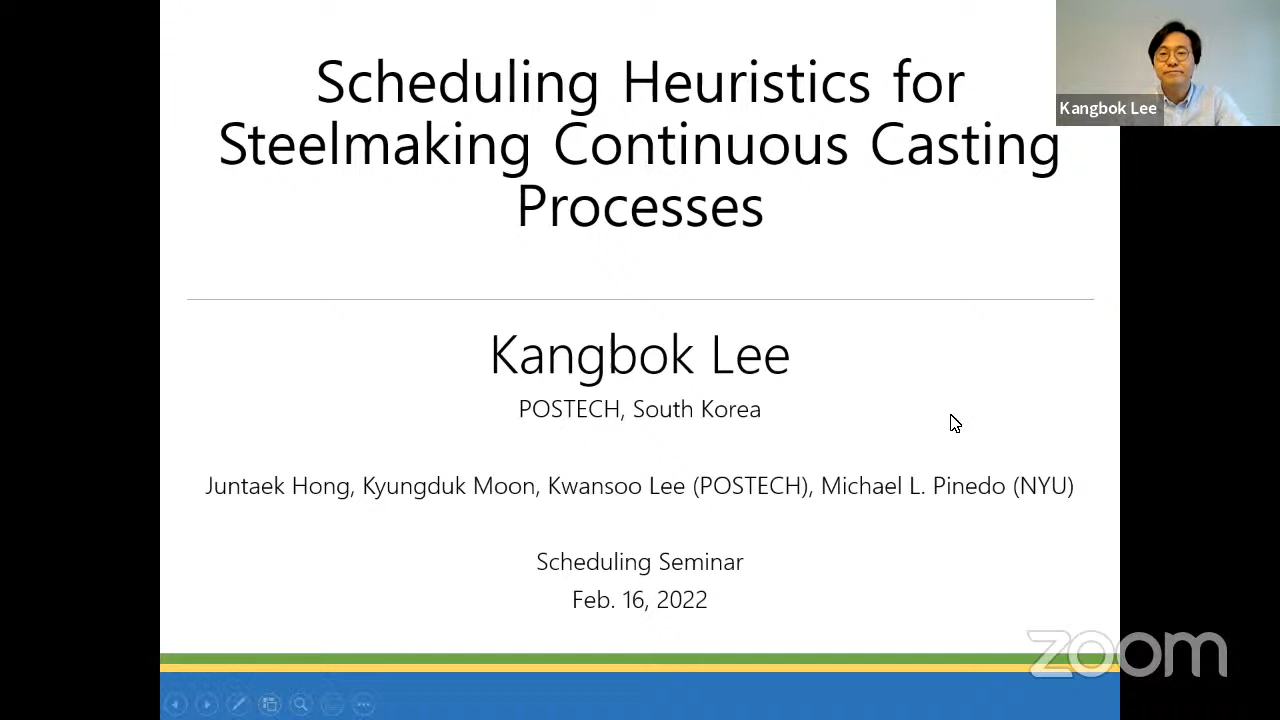 Scheduling Heuristics for
Steelmaking Continuous Casting
Processes
Kangbok Lee
Kangbok Lee
POSTECH, South Korea
Juntaek Hong, Kyungduk Moon, Kwansoo Lee (POSTECH), Michael L. Pinedo (NYU)
Scheduling Seminar
Feb. 16, 2022
zoom